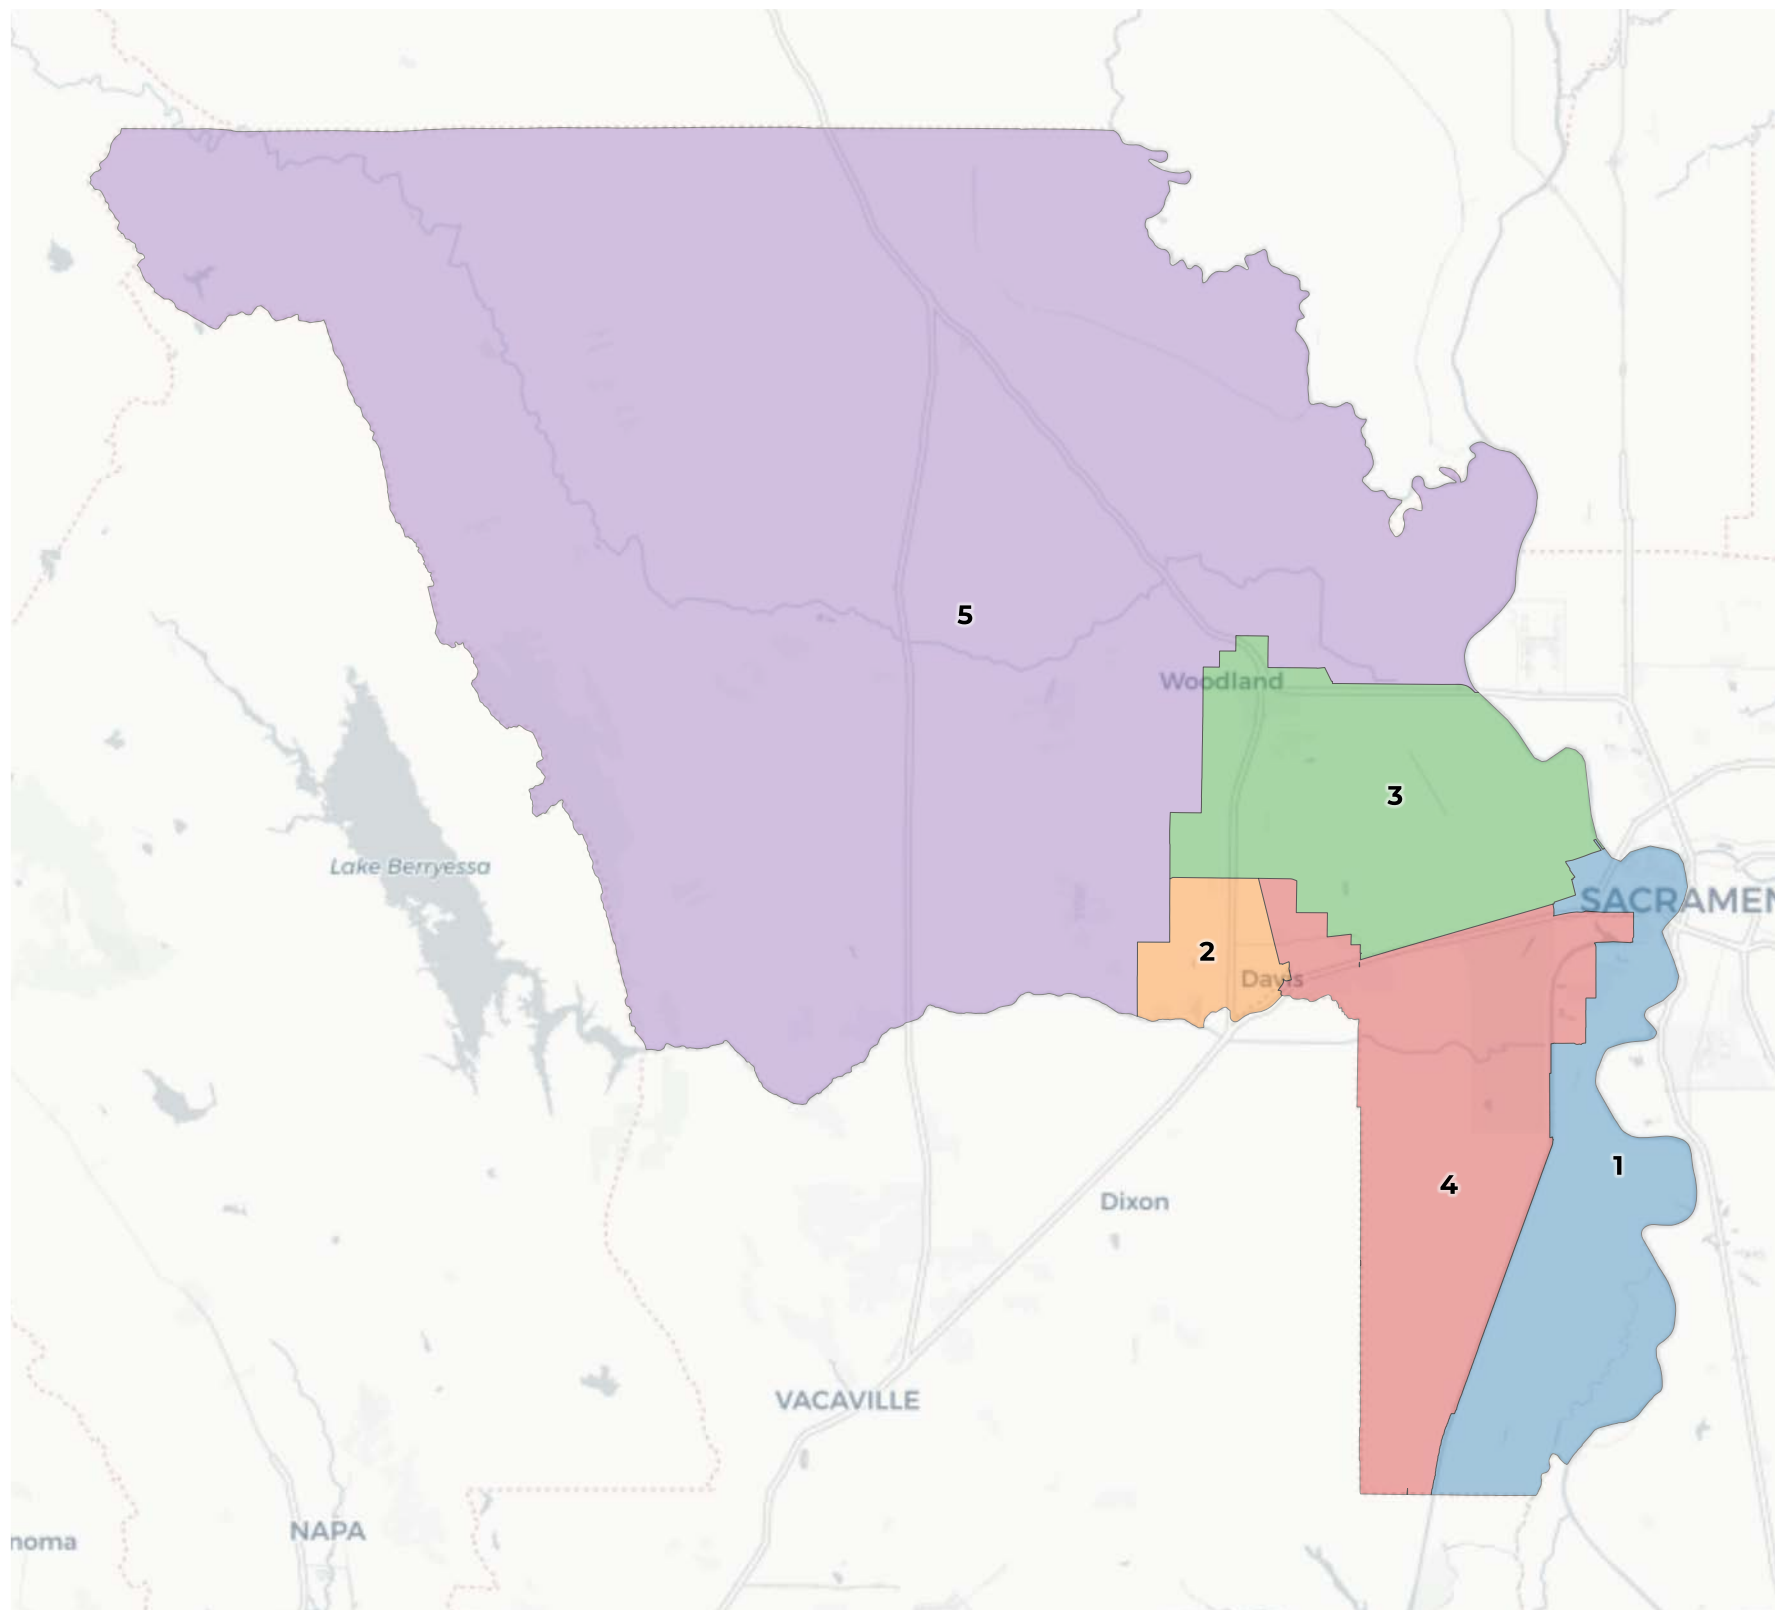 5
Woodland
3
Lake Berryessa
SACRAMEN
2
Davis
1
4
Dixon
VACAVILLE
NAPA
noma